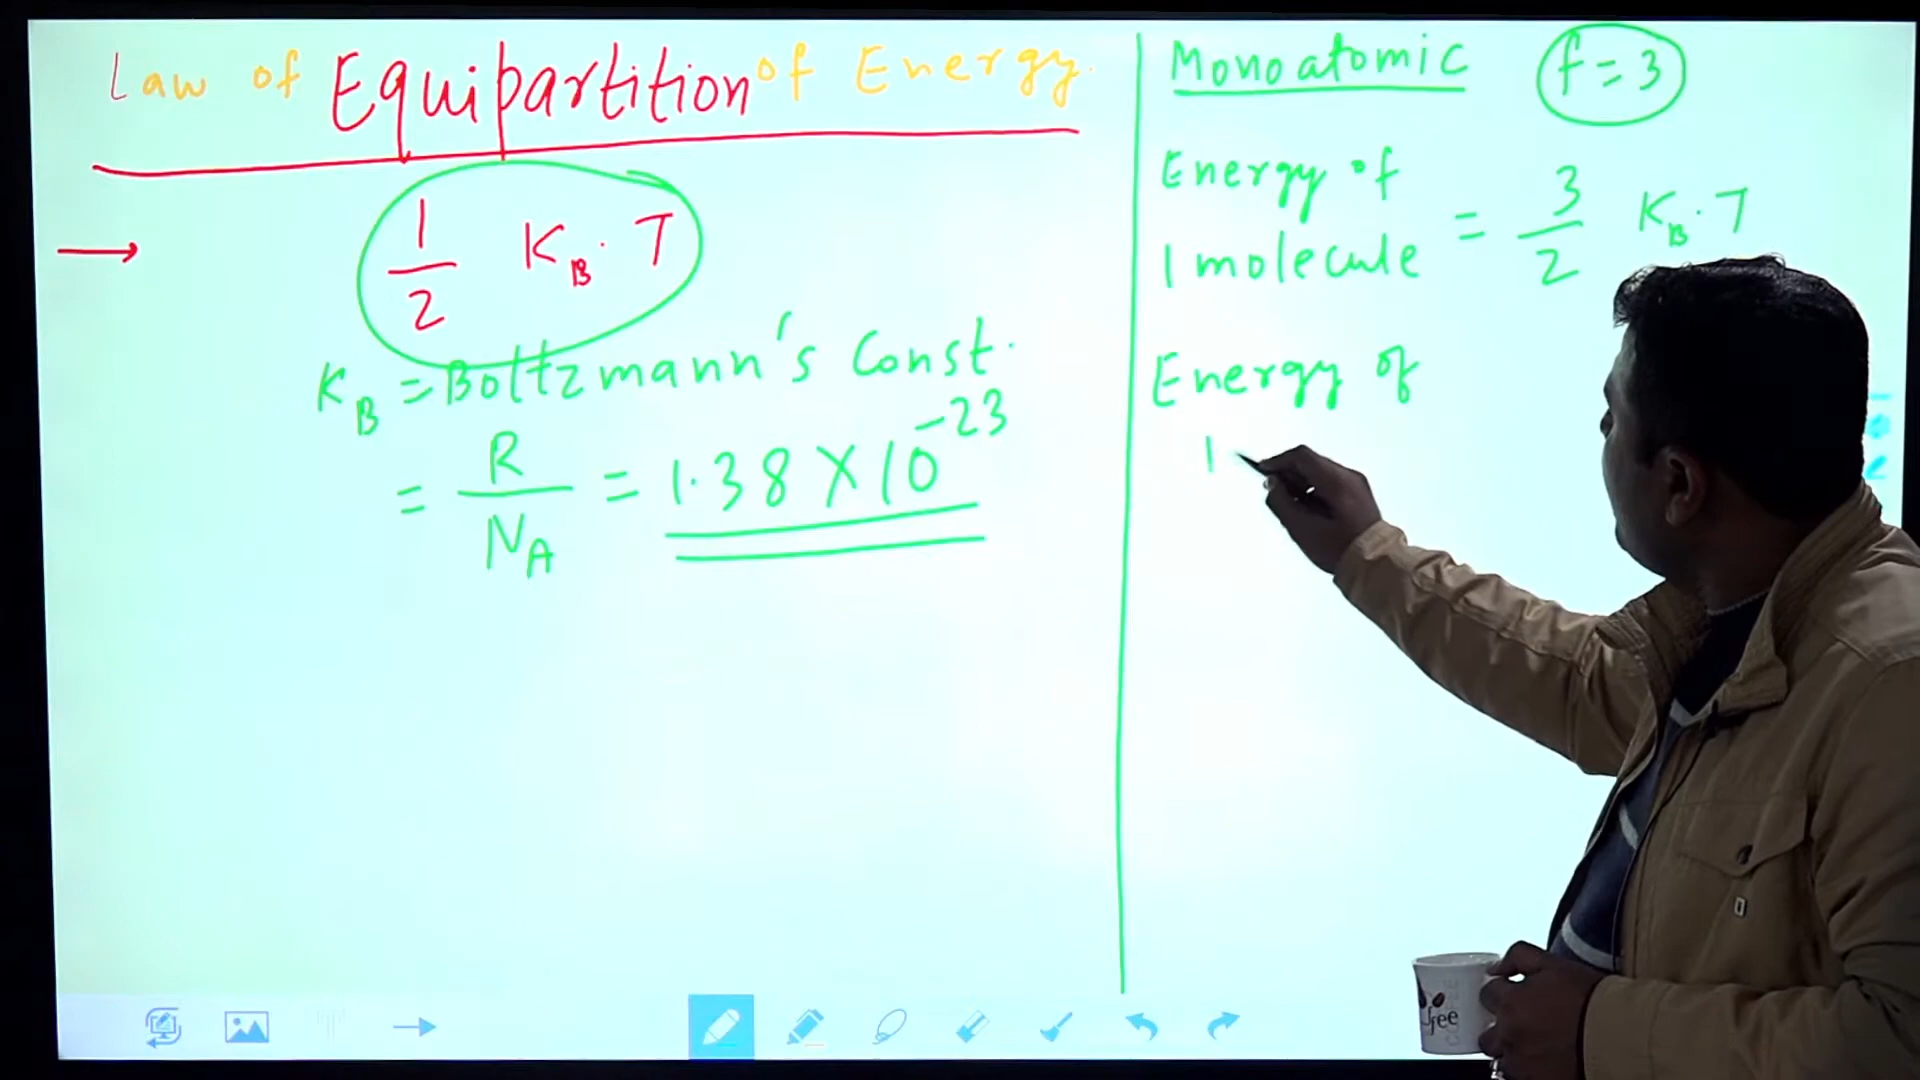 Law of Equipartition of Energy.
→ 1/2 K_B . T
K_B = Boltzmann's Const.
= R/N_A = 1.38 X 10^-23
Monoatomic f = 3
Energy of
1 molecule = 3/2 K_B . T
Energy of
1